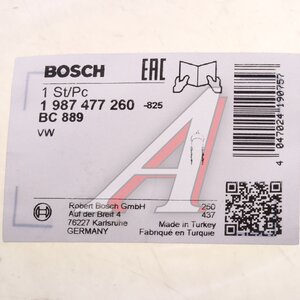 BOSCH
EAC
1 St/Pc
1 987 477 260 -825
BC 889
VW
4 047024 190757
Robert Bosch GmbH
Auf der Breit 4
76227 Karlsruhe
GERMANY
250
437
Made in Turkey
Fabriqué en Turquie